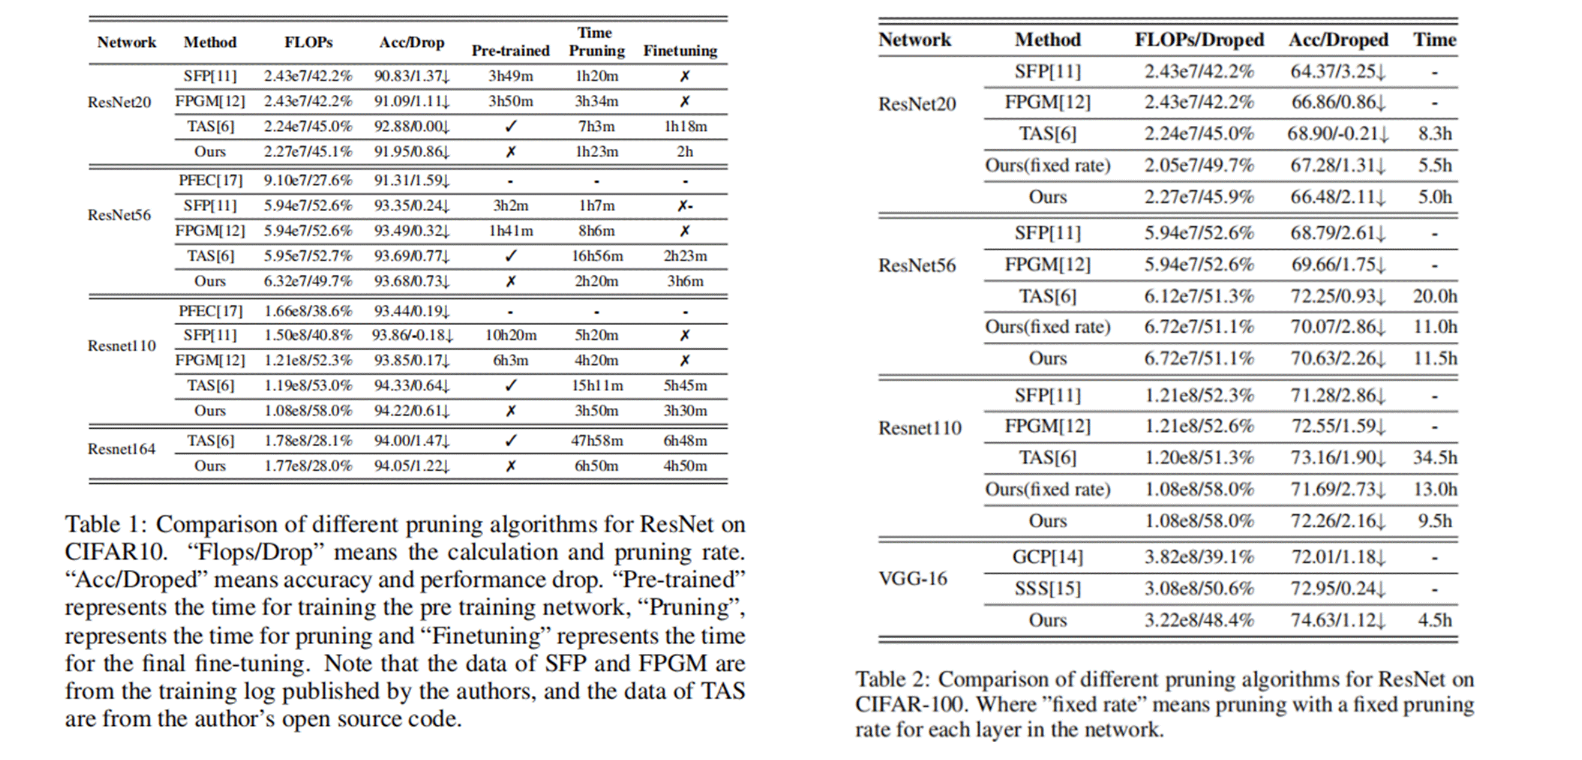 Network Method FLOPs Acc/Drop Time
Pre-trained Pruning Finetuning
ResNet20
SFP[11] 2.43e7/42.2% 90.83/1.37↓ 3h49m 1h20m ✗
FPGM[12] 2.43e7/42.2% 91.09/1.11↓ 3h50m 3h34m ✗
TAS[6] 2.24e7/45.0% 92.88/0.00↓ ✓ 7h3m 1h18m
Ours 2.27e7/45.1% 91.95/0.86↓ ✗ 1h23m 2h
ResNet56
PFEC[17] 9.10e7/27.6% 91.31/1.59↓ - - -
SFP[11] 5.94e7/52.6% 93.35/0.24↓ 3h2m 1h7m ✗-
FPGM[12] 5.94e7/52.6% 93.49/0.32↓ 1h41m 8h6m ✗
TAS[6] 5.95e7/52.7% 93.69/0.77↓ ✓ 16h56m 2h23m
Ours 6.32e7/49.7% 93.68/0.73↓ ✗ 2h20m 3h6m
Resnet110
PFEC[17] 1.66e8/38.6% 93.44/0.19↓ - - -
SFP[11] 1.50e8/40.8% 93.86/-0.18↓ 10h20m 5h20m ✗
FPGM[12] 1.21e8/52.3% 93.85/0.17↓ 6h3m 4h20m ✗
TAS[6] 1.19e8/53.0% 94.33/0.64↓ ✓ 15h11m 5h45m
Ours 1.08e8/58.0% 94.22/0.61↓ ✗ 3h50m 3h30m
Resnet164
TAS[6] 1.78e8/28.1% 94.00/1.47↓ ✓ 47h58m 6h48m
Ours 1.77e8/28.0% 94.05/1.22↓ ✗ 6h50m 4h50m
Table 1: Comparison of different pruning algorithms for ResNet on
CIFAR10. “Flops/Drop” means the calculation and pruning rate.
“Acc/Droped” means accuracy and performance drop. “Pre-trained”
represents the time for training the pre training network, “Pruning”,
represents the time for pruning and “Finetuning” represents the time
for the final fine-tuning. Note that the data of SFP and FPGM are
from the training log published by the authors, and the data of TAS
are from the author’s open source code.
Network Method FLOPs/Droped Acc/Droped Time
ResNet20
SFP[11] 2.43e7/42.2% 64.37/3.25↓ -
FPGM[12] 2.43e7/42.2% 66.86/0.86↓ -
TAS[6] 2.24e7/45.0% 68.90/-0.21↓ 8.3h
Ours(fixed rate) 2.05e7/49.7% 67.28/1.31↓ 5.5h
Ours 2.27e7/45.9% 66.48/2.11↓ 5.0h
ResNet56
SFP[11] 5.94e7/52.6% 68.79/2.61↓ -
FPGM[12] 5.94e7/52.6% 69.66/1.75↓ -
TAS[6] 6.12e7/51.3% 72.25/0.93↓ 20.0h
Ours(fixed rate) 6.72e7/51.1% 70.07/2.86↓ 11.0h
Ours 6.72e7/51.1% 70.63/2.26↓ 11.5h
Resnet110
SFP[11] 1.21e8/52.3% 71.28/2.86↓ -
FPGM[12] 1.21e8/52.6% 72.55/1.59↓ -
TAS[6] 1.20e8/51.3% 73.16/1.90↓ 34.5h
Ours(fixed rate) 1.08e8/58.0% 71.69/2.73↓ 13.0h
Ours 1.08e8/58.0% 72.26/2.16↓ 9.5h
VGG-16
GCP[14] 3.82e8/39.1% 72.01/1.18↓ -
SSS[15] 3.08e8/50.6% 72.95/0.24↓ -
Ours 3.22e8/48.4% 74.63/1.12↓ 4.5h
Table 2: Comparison of different pruning algorithms for ResNet on
CIFAR-100. Where ”fixed rate” means pruning with a fixed pruning
rate for each layer in the network.